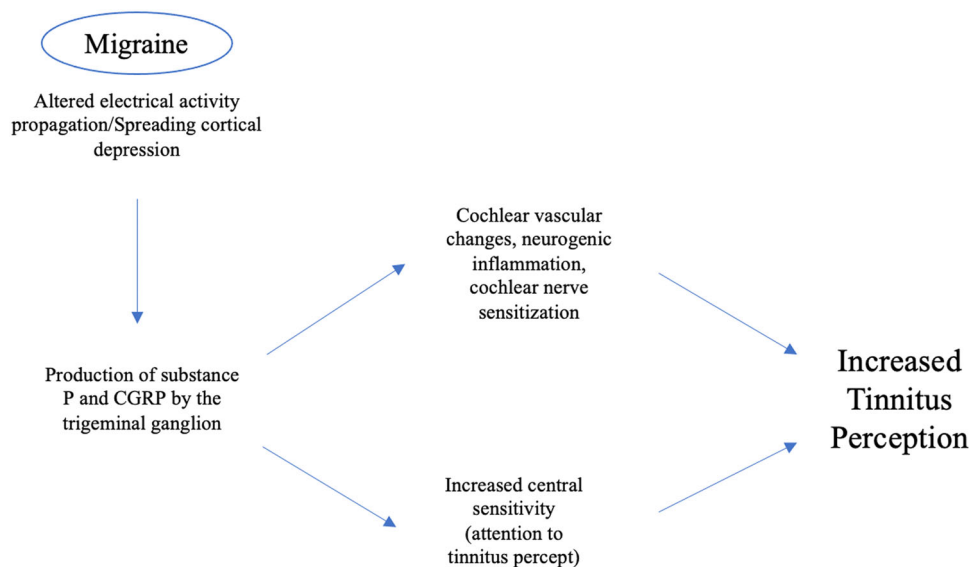 Migraine
Altered electrical activity
propagation/Spreading cortical
depression
Cochlear vascular
changes, neurogenic
inflammation,
cochlear nerve
sensitization
Production of substance
P and CGRP by the
trigeminal ganglion
Increased
Tinnitus
Perception
Increased central
sensitivity
(attention to
tinnitus percept)